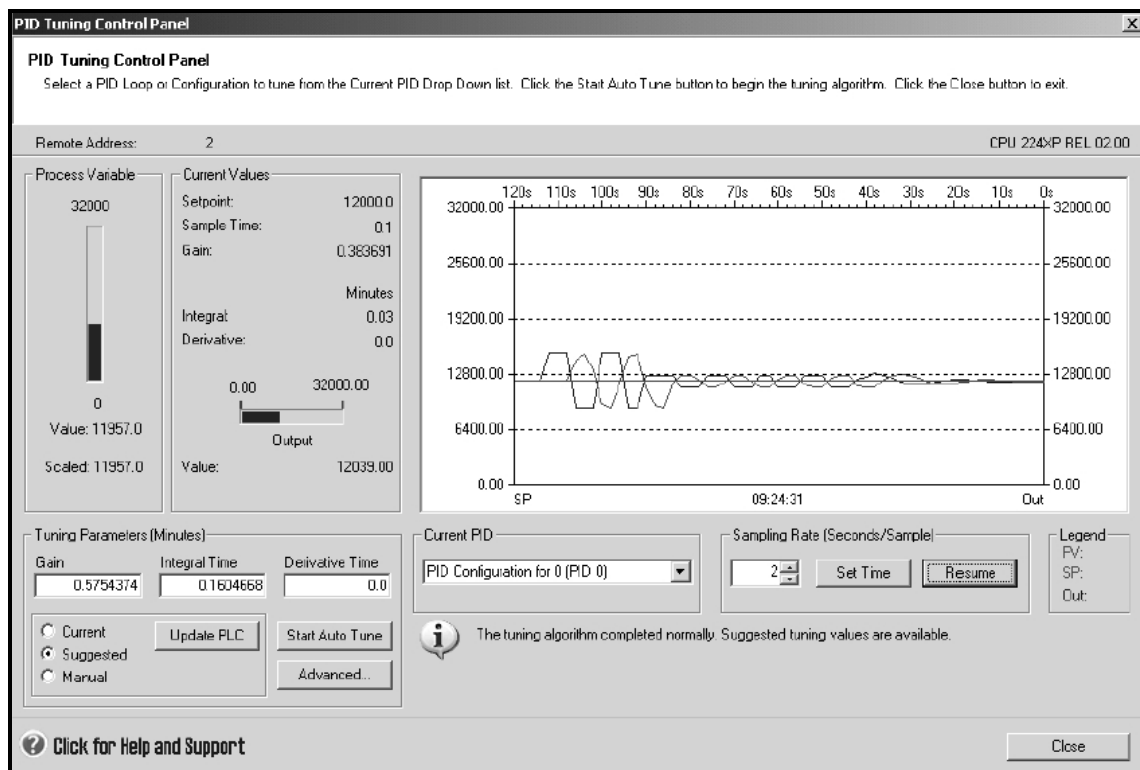 PID Tuning Control Panel
PID Tuning Control Panel
Select a PID Loop or Configuration to tune from the Current PID Drop Down list. Click the Start Auto Tune button to begin the tuning algorithm. Click the Close button to exit.
Remote Address: 2 CPU 224XP REL 02.00
Process Variable
32000
0
Value: 11957.0
Scaled: 11957.0
Current Values
Setpoint: 12000.0
Sample Time: 0.1
Gain: 0.383691
Minutes
Integral: 0.03
Derivative: 0.0
0.00 32000.00
Output
Value: 12039.00
120s 110s 100s 90s 80s 70s 60s 50s 40s 30s 20s 10s 0s
32000.00 32000.00
25600.00 25600.00
19200.00 19200.00
12800.00 12800.00
6400.00 6400.00
0.00 0.00
SP 09:24:31 Out
Tuning Parameters (Minutes)
Gain Integral Time Derivative Time
0.5754374 0.1604668 0.0
Current
Suggested
Manual
Update PLC
Start Auto Tune
Advanced...
Current PID
PID Configuration for 0 (PID 0)
Sampling Rate (Seconds/Sample)
2 Set Time Resume
Legend
PV:
SP:
Out:
The tuning algorithm completed normally. Suggested tuning values are available.
Click for Help and Support
Close